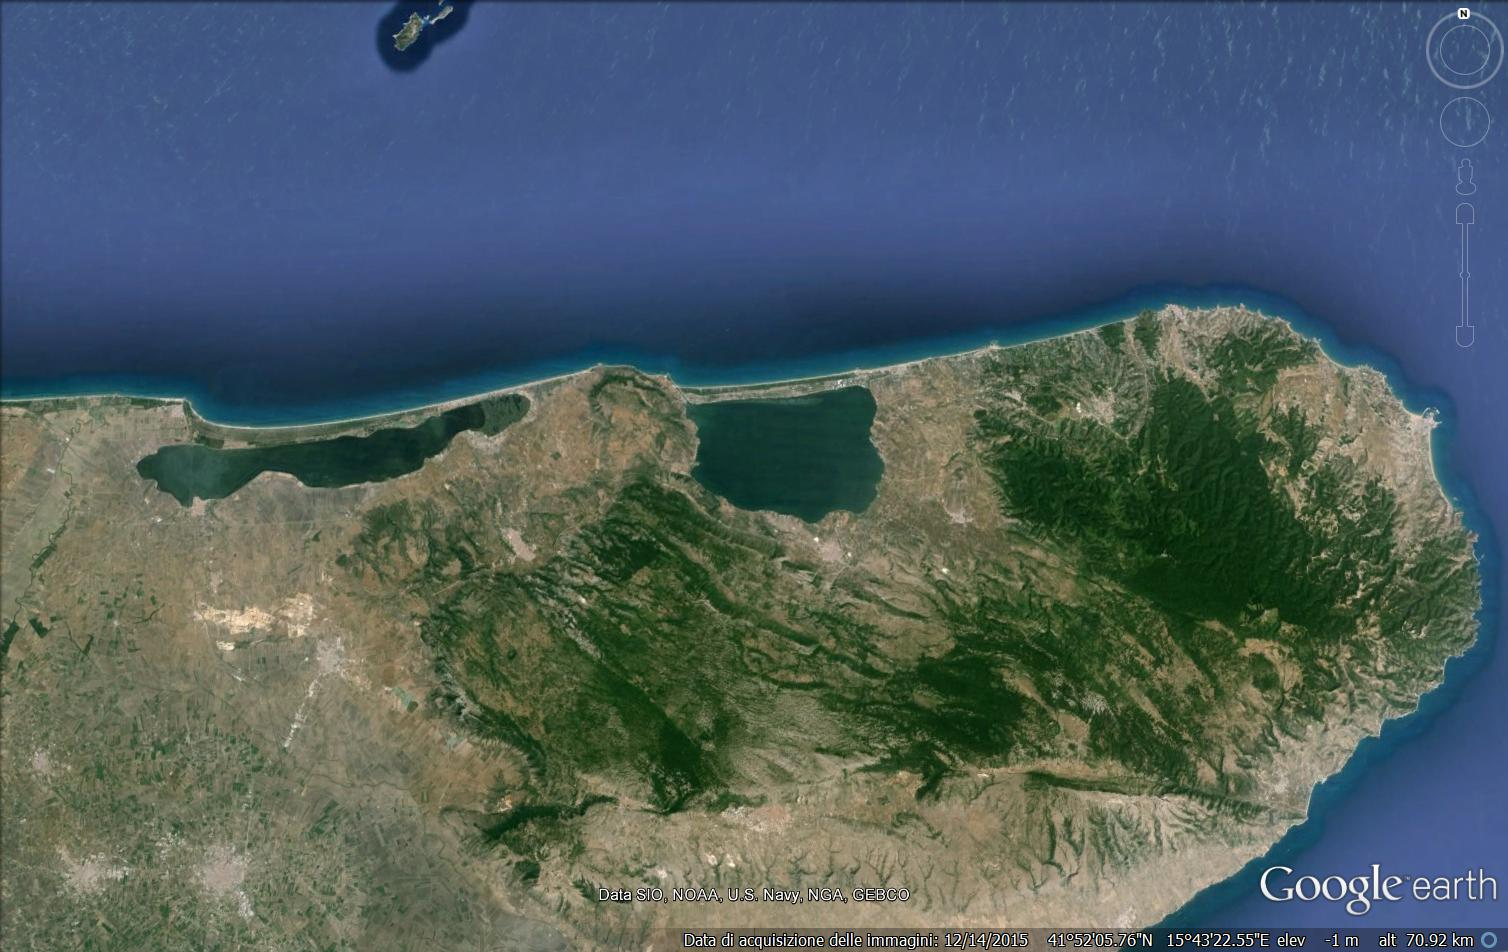 N
Data SIO, NOAA, U.S. Navy, NGA, GEBCO
Google™ earth
Data di acquisizione delle immagini: 12/14/2015 41°52'05.76"N 15°43'22.55"E elev -1 m alt 70.92 km